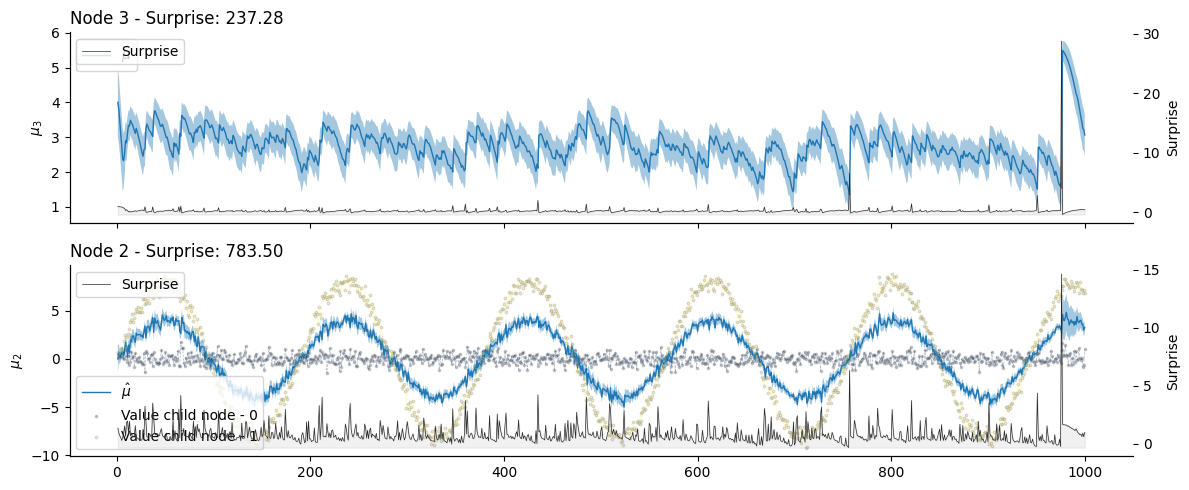 Node 3 - Surprise: 237.28
Surprise
6
5
4
3
2
1
μ3
30
20
10
0
Surprise
Node 2 - Surprise: 783.50
Surprise
5
0
−5
−10
μ2
μ̂
Value child node - 0
Value child node - 1
15
10
5
0
Surprise
0 200 400 600 800 1000